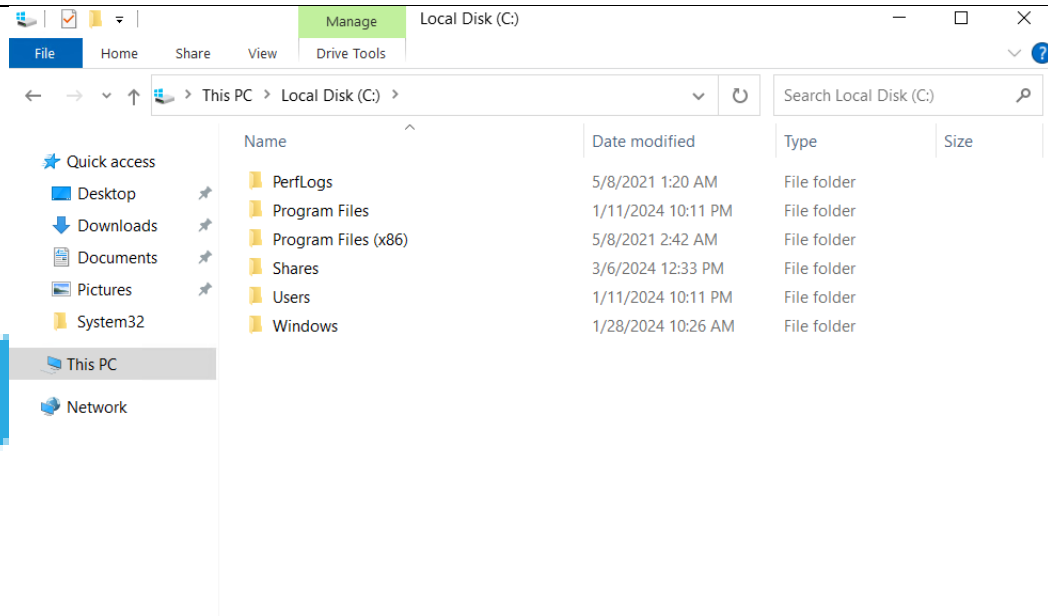 Manage Local Disk (C:)
File Home Share View Drive Tools ?
This PC Local Disk (C:) Search Local Disk (C:)
Name Date modified Type Size
Quick access
Desktop
Downloads
Documents
Pictures
System32
This PC
Network
PerfLogs 5/8/2021 1:20 AM File folder
Program Files 1/11/2024 10:11 PM File folder
Program Files (x86) 5/8/2021 2:42 AM File folder
Shares 3/6/2024 12:33 PM File folder
Users 1/11/2024 10:11 PM File folder
Windows 1/28/2024 10:26 AM File folder